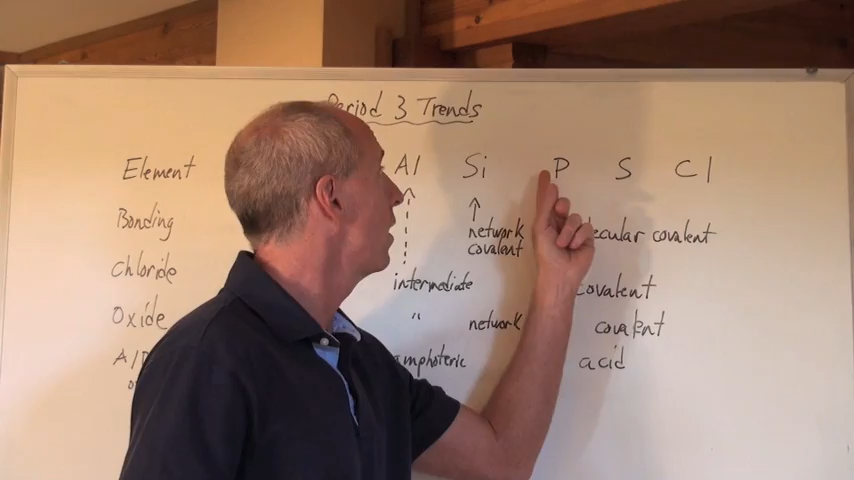 Period 3 Trends
Element Al Si P S Cl
Bonding network covalent
covalent
Chloride intermediate covalent
Oxide " network covalent
amphoteric acid